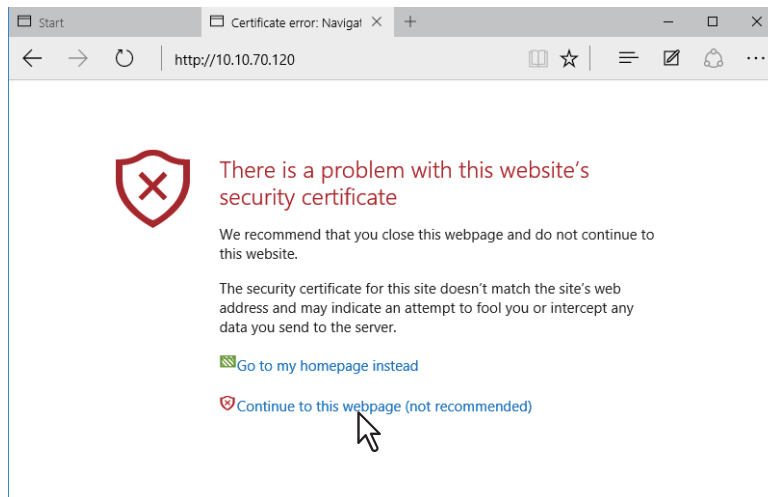 Start
Certificate error: Navigat
http://10.10.70.120
There is a problem with this website's
security certificate
We recommend that you close this webpage and do not continue to
this website.
The security certificate for this site doesn't match the site's web
address and may indicate an attempt to fool you or intercept any
data you send to the server.
Go to my homepage instead
Continue to this webpage (not recommended)